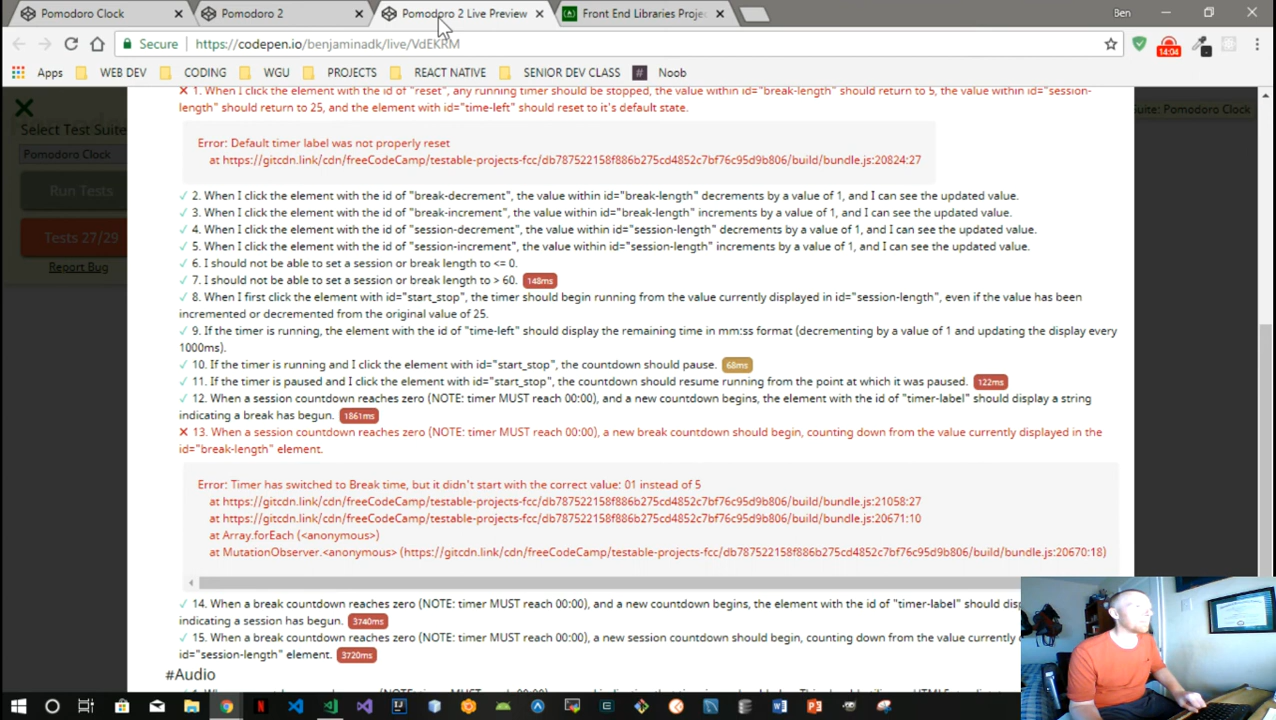 Pomodoro Clock
Pomodoro 2
Pomodoro 2 Live Preview
Front End Libraries Proje
Ben
Secure
https://codepen.io/benjaminadk/live/VdEKRM
14:04
Apps
WEB DEV
CODING
WGU
PROJECTS
REACT NATIVE
SENIOR DEV CLASS
# Noob
Select Test Suite
Pomodoro Clock
Run Tests
Tests 27/29
Report Bug
uite: Pomodoro Clock
✗ 1. When I click the element with the id of "reset", any running timer should be stopped, the value within id="break-length" should return to 5, the value within id="session-
length" should return to 25, and the element with id="time-left" should reset to it's default state.
Error: Default timer label was not properly reset
at https://gitcdn.link/cdn/freeCodeCamp/testable-projects-fcc/db787522158f886b275cd4852c7bf76c95d9b806/build/bundle.js:20824:27
✓ 2. When I click the element with the id of "break-decrement", the value within id="break-length" decrements by a value of 1, and I can see the updated value.
✓ 3. When I click the element with the id of "break-increment", the value within id="break-length" increments by a value of 1, and I can see the updated value.
✓ 4. When I click the element with the id of "session-decrement", the value within id="session-length" decrements by a value of 1, and I can see the updated value.
✓ 5. When I click the element with the id of "session-increment", the value within id="session-length" increments by a value of 1, and I can see the updated value.
✓ 6. I should not be able to set a session or break length to <= 0.
✓ 7. I should not be able to set a session or break length to > 60. 148ms
✓ 8. When I first click the element with id="start_stop", the timer should begin running from the value currently displayed in id="session-length", even if the value has been
incremented or decremented from the original value of 25.
✓ 9. If the timer is running, the element with the id of "time-left" should display the remaining time in mm:ss format (decrementing by a value of 1 and updating the display every
1000ms).
✓ 10. If the timer is running and I click the element with id="start_stop", the countdown should pause. 68ms
✓ 11. If the timer is paused and I click the element with id="start_stop", the countdown should resume running from the point at which it was paused. 122ms
✓ 12. When a session countdown reaches zero (NOTE: timer MUST reach 00:00), and a new countdown begins, the element with the id of "timer-label" should display a string
indicating a break has begun. 1861ms
✗ 13. When a session countdown reaches zero (NOTE: timer MUST reach 00:00), a new break countdown should begin, counting down from the value currently displayed in the
id="break-length" element.
Error: Timer has switched to Break time, but it didn't start with the correct value: 01 instead of 5
at https://gitcdn.link/cdn/freeCodeCamp/testable-projects-fcc/db787522158f886b275cd4852c7bf76c95d9b806/build/bundle.js:21058:27
at https://gitcdn.link/cdn/freeCodeCamp/testable-projects-fcc/db787522158f886b275cd4852c7bf76c95d9b806/build/bundle.js:20671:10
at Array.forEach (<anonymous>)
at MutationObserver.<anonymous> (https://gitcdn.link/cdn/freeCodeCamp/testable-projects-fcc/db787522158f886b275cd4852c7bf76c95d9b806/build/bundle.js:20670:18)
✓ 14. When a break countdown reaches zero (NOTE: timer MUST reach 00:00), and a new countdown begins, the element with the id of "timer-label" should disp
indicating a session has begun. 3740ms
✓ 15. When a break countdown reaches zero (NOTE: timer MUST reach 00:00), a new session countdown should begin, counting down from the value currently
"session-length" element. 3720ms
#Audio